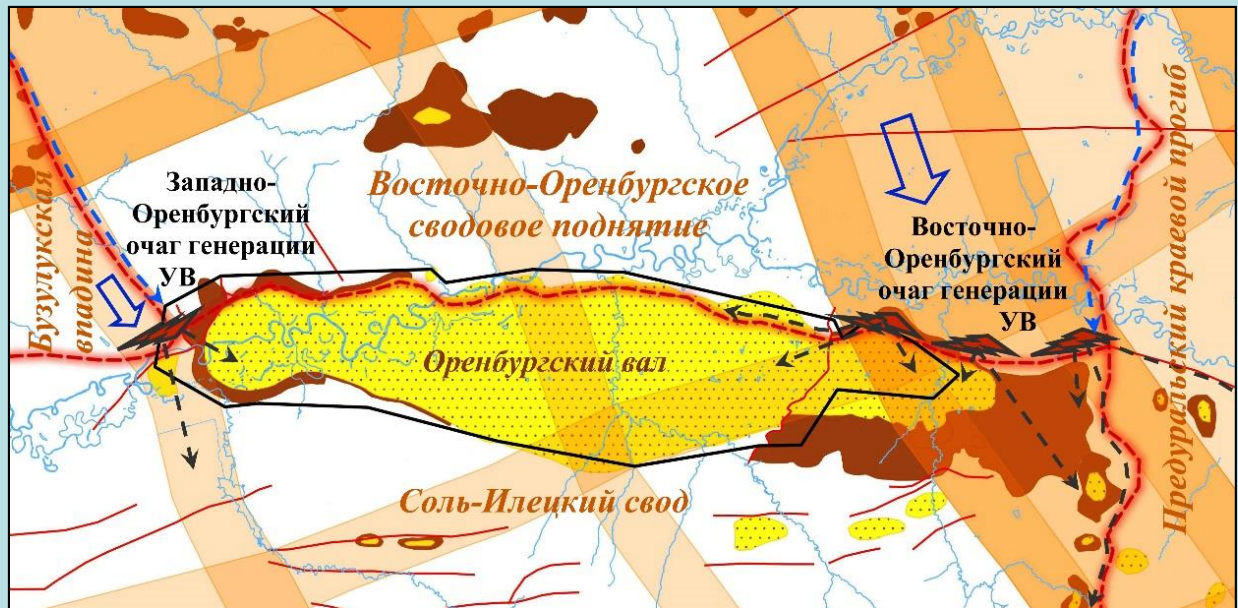 Бузулукская
впадина
Западно-
Оренбургский
очаг генерации
УВ
Восточно-Оренбургское
сводовое поднятие
Восточно-
Оренбургский
очаг генерации
УВ
Предуральский краевой прогиб
Оренбургский вал
Соль-Илецкий свод